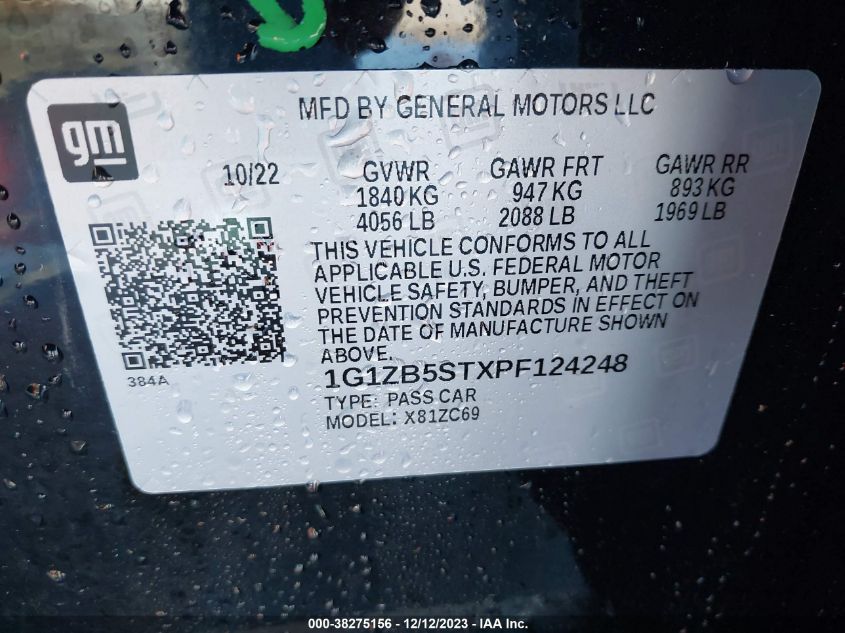 MFD BY GENERAL MOTORS LLC
gm
10/22
GVWR GAWR FRT GAWR RR
1840 KG 947 KG 893 KG
4056 LB 2088 LB 1969 LB
THIS VEHICLE CONFORMS TO ALL
APPLICABLE U.S. FEDERAL MOTOR
VEHICLE SAFETY, BUMPER, AND THEFT
PREVENTION STANDARDS IN EFFECT ON
THE DATE OF MANUFACTURE SHOWN
ABOVE.
384A
1G1ZB5STXPF124248
TYPE: PASS CAR
MODEL: X81ZC69
000-38275156 - 12/12/2023 - TX - IAA Inc.